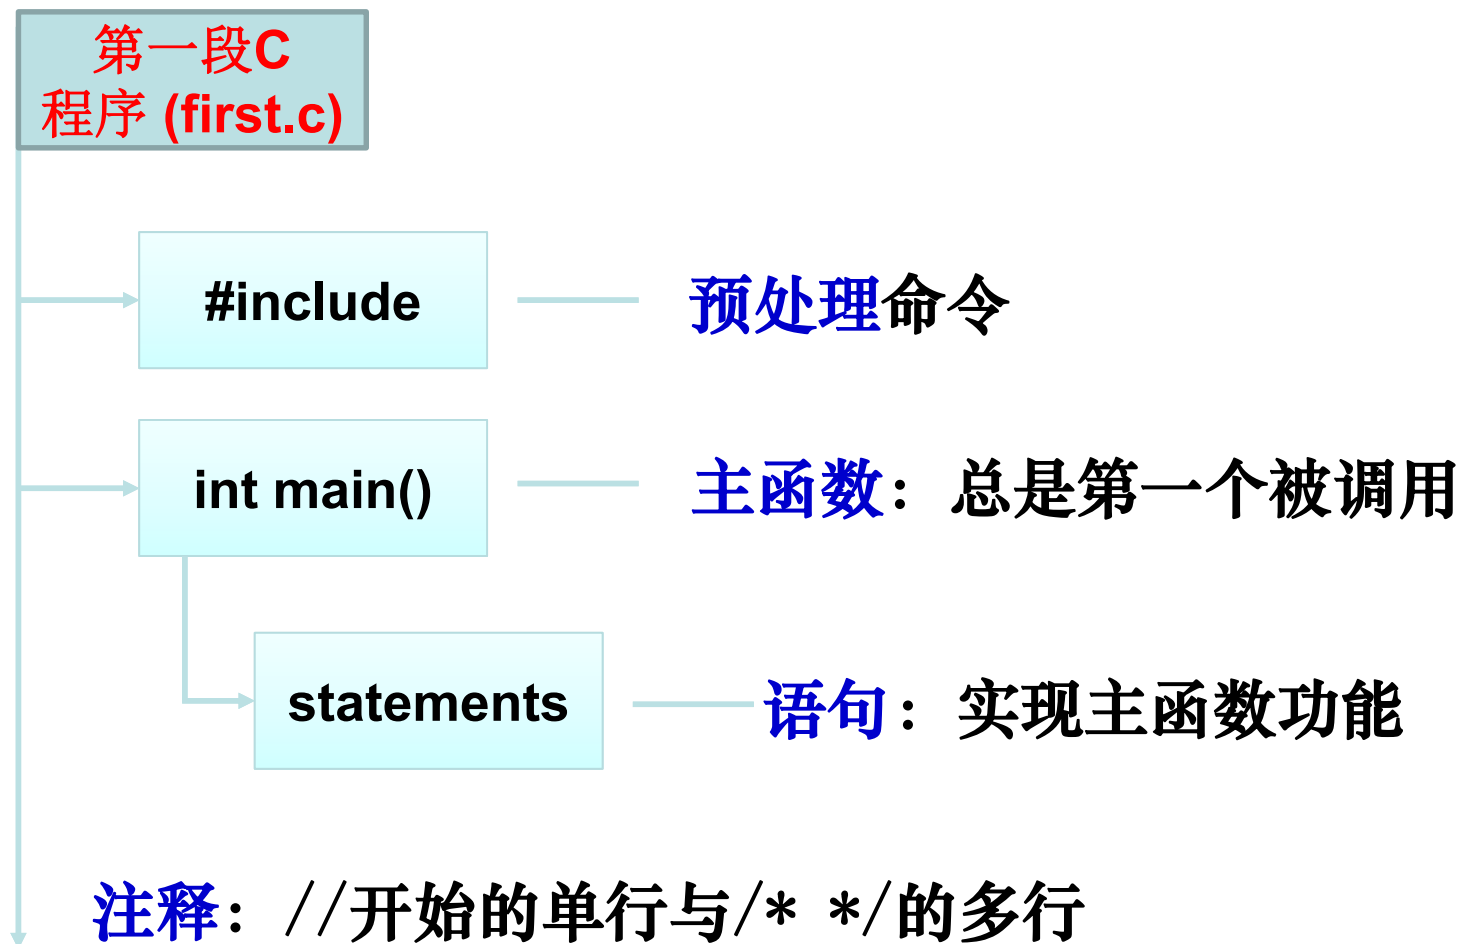 第一段C
程序 (first.c)
#include
预处理命令
int main()
主函数：总是第一个被调用
statements
语句：实现主函数功能
注释：//开始的单行与/* */的多行